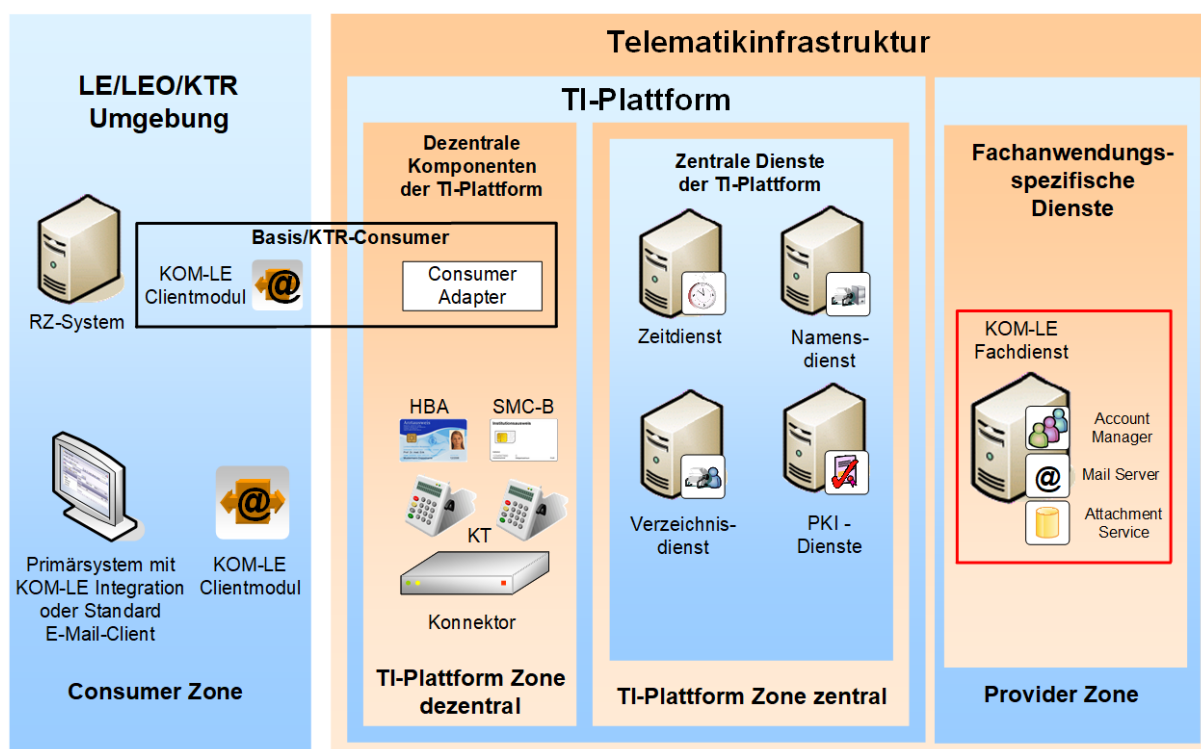 LE/LEO/KTR
Umgebung
RZ-System
Basis/KTR-Consumer
KOM-LE
Clientmodul
Consumer
Adapter
Primärsystem mit
KOM-LE Integration
oder Standard
E-Mail-Client
KOM-LE
Clientmodul
Consumer Zone
Telematikinfrastruktur
TI-Plattform
Dezentrale
Komponenten
der TI-Plattform
HBA
SMC-B
KT
Konnektor
TI-Plattform Zone
dezentral
Zentrale Dienste
der TI-Plattform
Zeitdienst
Namens-
dienst
Verzeichnis-
dienst
PKI -
Dienste
TI-Plattform Zone zentral
Fachanwendungs-
spezifische
Dienste
KOM-LE
Fachdienst
Account
Manager
Mail Server
Attachment
Service
Provider Zone